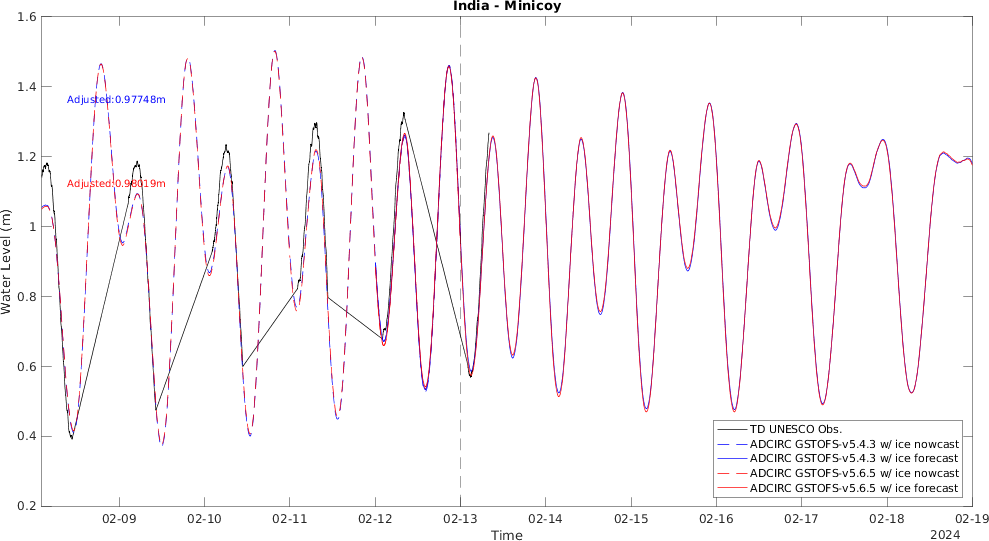 India - Minicoy
1.6
1.4
1.2
1
0.8
0.6
0.4
0.2
Water Level (m)
Adjusted:0.97748m
Adjusted:0.98019m
TD UNESCO Obs.
ADCIRC GSTOFS-v5.4.3 w/ ice nowcast
ADCIRC GSTOFS-v5.4.3 w/ ice forecast
ADCIRC GSTOFS-v5.6.5 w/ ice nowcast
ADCIRC GSTOFS-v5.6.5 w/ ice forecast
02-09 02-10 02-11 02-12 02-13 02-14 02-15 02-16 02-17 02-18 02-19
Time
2024